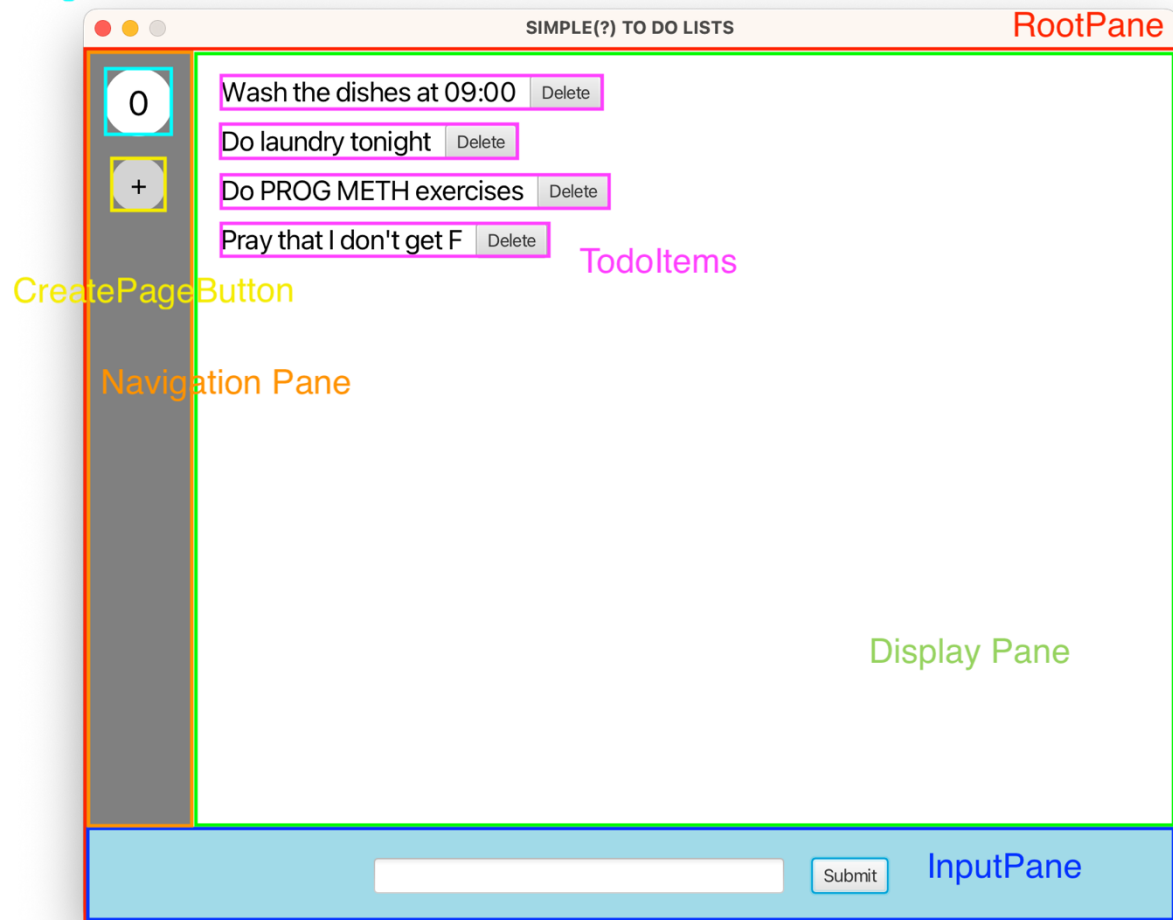 SIMPLE(?) TO DO LISTS
RootPane
0
Wash the dishes at 09:00 Delete
Do laundry tonight Delete
+
Do PROG METH exercises Delete
Pray that I don't get F Delete
TodoItems
CreatePageButton
Navigation Pane
Display Pane
Submit
InputPane